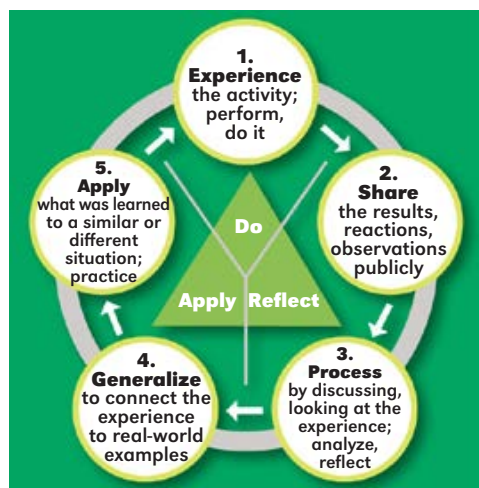 1.
Experience
the activity;
perform,
do it
2.
Share
the results,
reactions,
observations
publicly
3.
Process
by discussing,
looking at the
experience;
analyze,
reflect
4.
Generalize
to connect the
experience
to real-world
examples
5.
Apply
what was learned
to a similar or
different
situation;
practice
Do
Apply Reflect